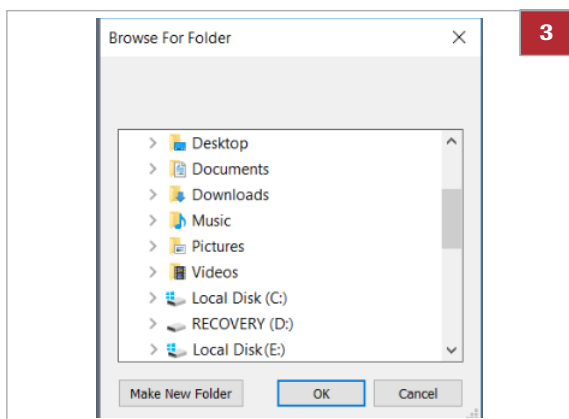 Browse For Folder
3
Desktop
Documents
Downloads
Music
Pictures
Videos
Local Disk (C:)
RECOVERY (D:)
Local Disk(E:)
Make New Folder OK Cancel